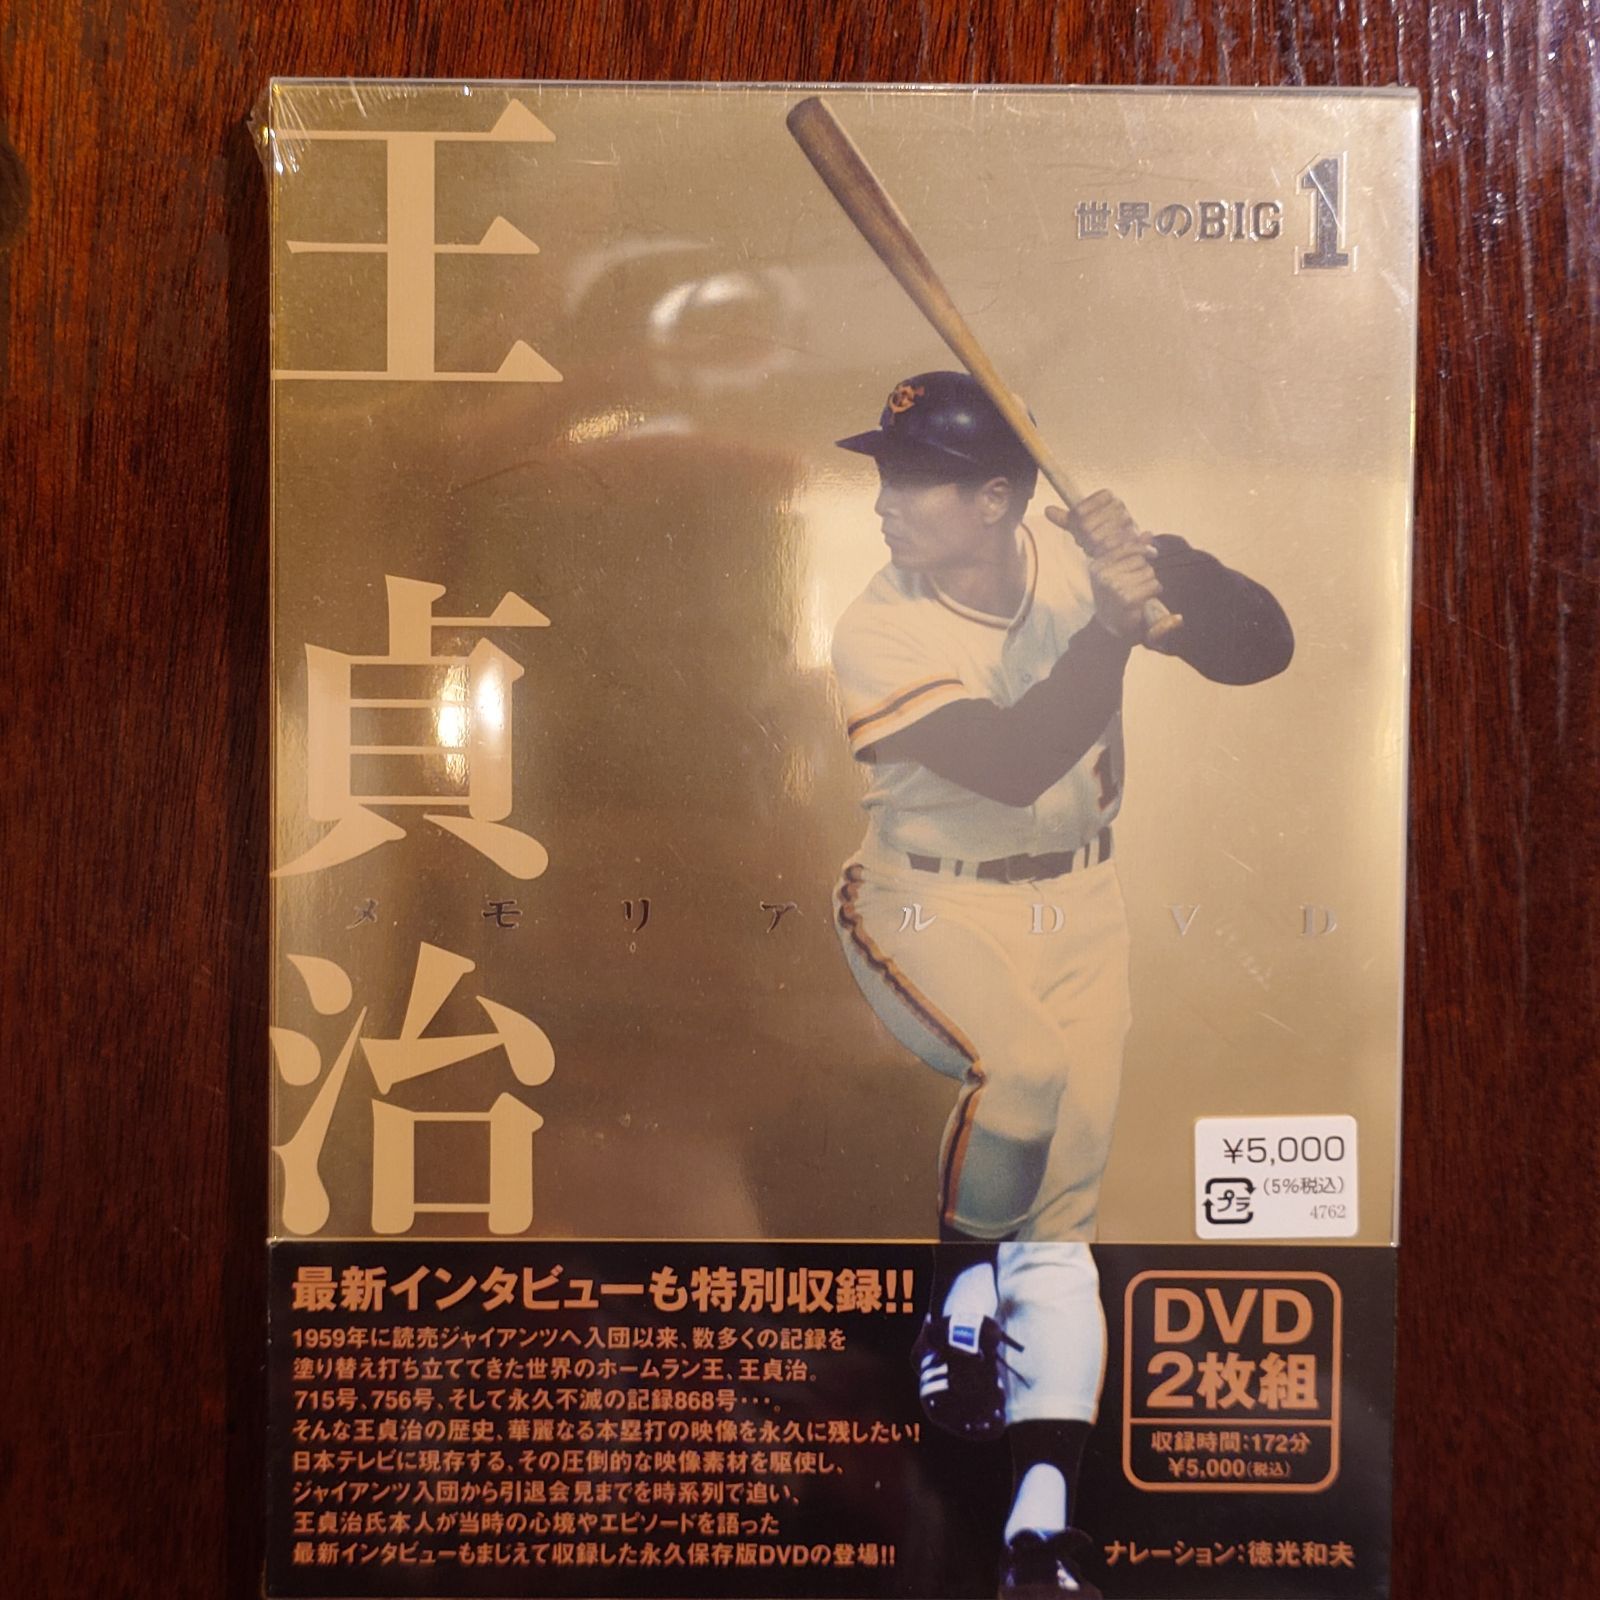 王貞治
世界のBIG 1
メモリアルDVD
1
¥5,000
プラ
(5%税込)
4762
最新インタビューも特別収録!!
1959年に読売ジャイアンツへ入団以来、数多くの記録を
塗り替え打ち立ててきた世界のホームラン王、王貞治。
715号、756号、そして永久不滅の記録868号・・・。
そんな王貞治の歴史、華麗なる本塁打の映像を永久に残したい!
日本テレビに現存する、その圧倒的な映像素材を駆使し、
ジャイアンツ入団から引退会見までを時系列で追い、
王貞治氏本人が当時の心境やエピソードを語った
最新インタビューもまじえて収録した永久保存版DVDの登場!!
DVD
2枚組
収録時間:172分
¥5,000(税込)
ナレーション:徳光和夫